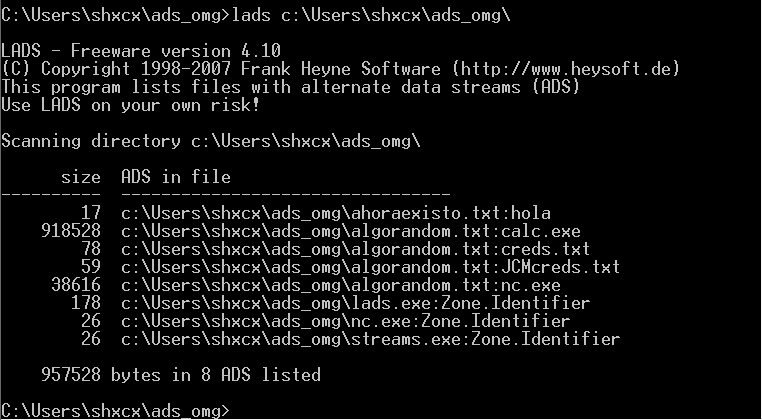 C:\Users\shxcx\ads_omg>lads c:\Users\shxcx\ads_omg\
LADS - Freeware version 4.10
(C) Copyright 1998-2007 Frank Heyne Software (http://www.heysoft.de)
This program lists files with alternate data streams (ADS)
Use LADS on your own risk!
Scanning directory c:\Users\shxcx\ads_omg\
size  ADS in file
----------  ---------------------------------
17  c:\Users\shxcx\ads_omg\ahoraexisto.txt:hola
918528  c:\Users\shxcx\ads_omg\algorandom.txt:calc.exe
78  c:\Users\shxcx\ads_omg\algorandom.txt:creds.txt
59  c:\Users\shxcx\ads_omg\algorandom.txt:JCMcreds.txt
38616  c:\Users\shxcx\ads_omg\algorandom.txt:nc.exe
178  c:\Users\shxcx\ads_omg\lads.exe:Zone.Identifier
26  c:\Users\shxcx\ads_omg\nc.exe:Zone.Identifier
26  c:\Users\shxcx\ads_omg\streams.exe:Zone.Identifier
957528 bytes in 8 ADS listed
C:\Users\shxcx\ads_omg>